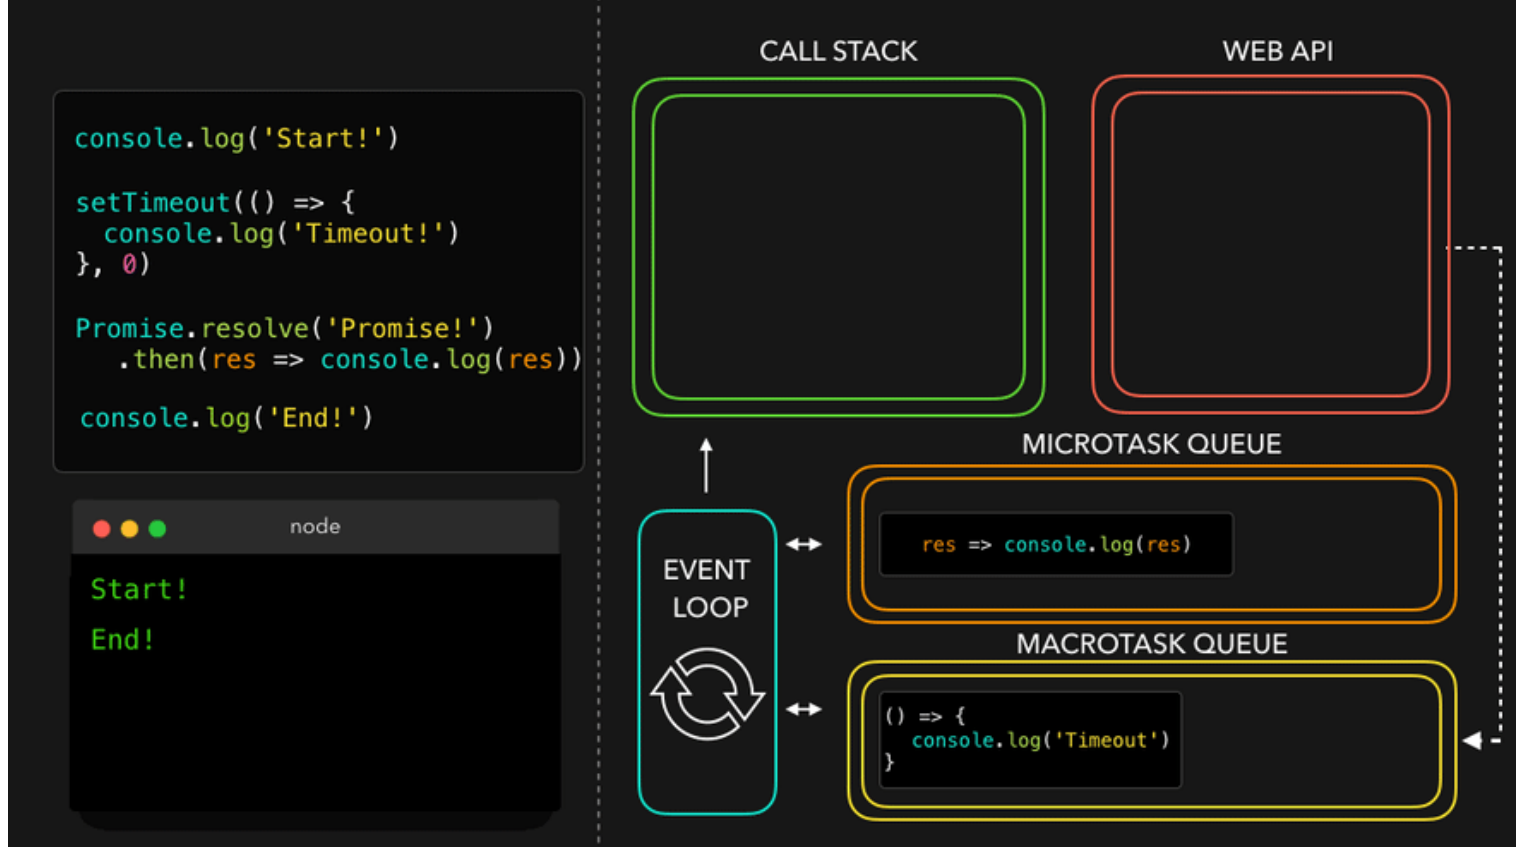 console.log('Start!')
setTimeout(() => {
  console.log('Timeout!')
}, 0)
Promise.resolve('Promise!')
   .then(res => console.log(res))
console.log('End!')
node
Start!
End!
CALL STACK
WEB API
MICROTASK QUEUE
res => console.log(res)
EVENT
LOOP
MACROTASK QUEUE
() => {
  console.log('Timeout')
}